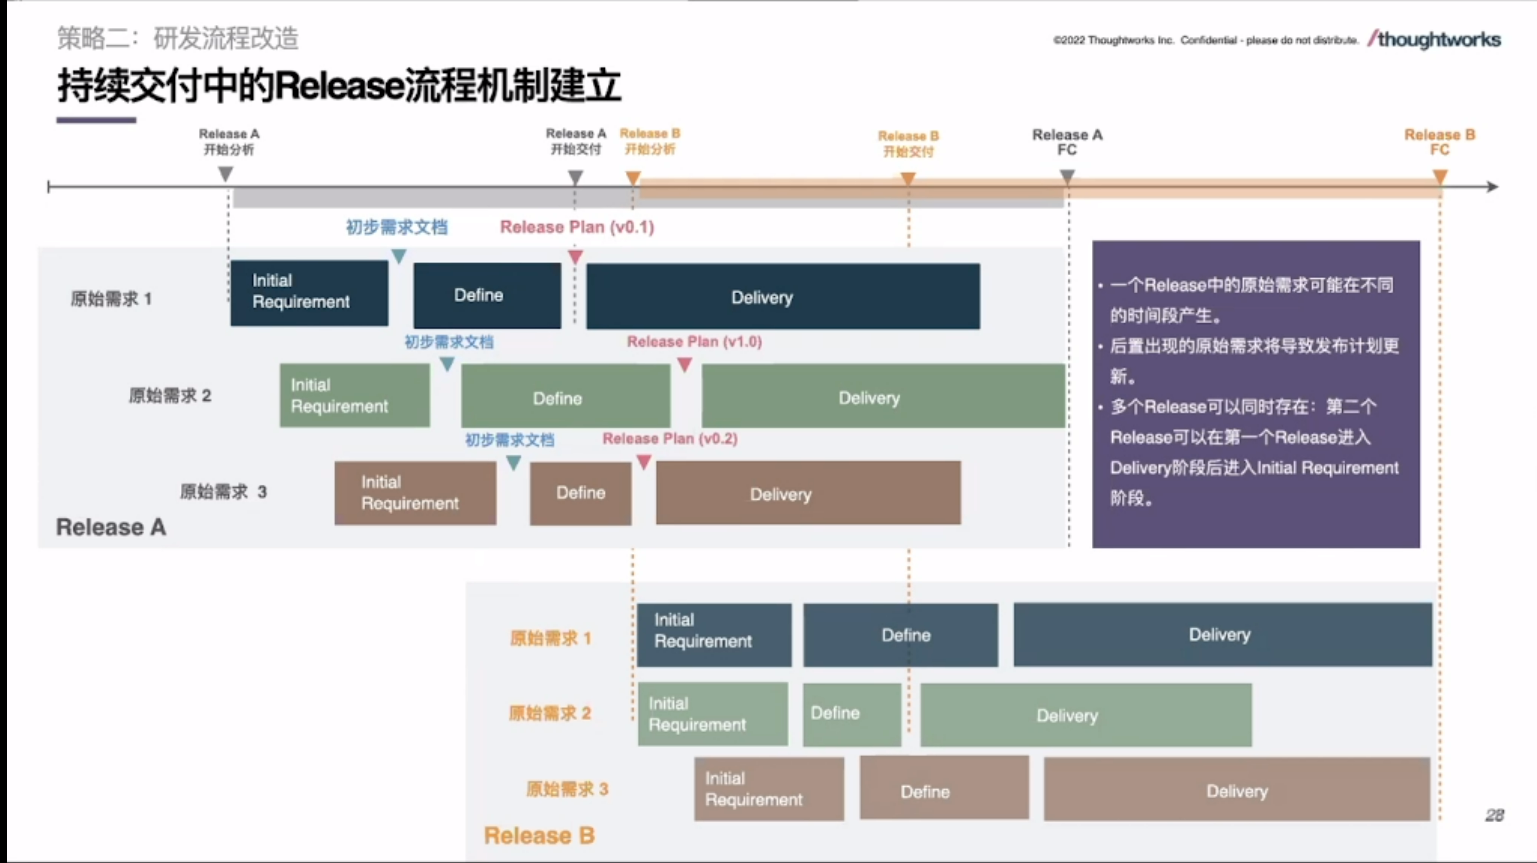 策略二：研发流程改造
©2022 Thoughtworks Inc. Confidential - please do not distribute.
/thoughtworks
持续交付中的Release流程机制建立
Release A
开始分析
Release A
开始交付
Release B
开始分析
Release B
开始交付
Release A
FC
Release B
FC
初步需求文档
Release Plan (v0.1)
原始需求 1
Initial
Requirement
Define
Delivery
初步需求文档
Release Plan (v1.0)
原始需求 2
Initial
Requirement
Define
Delivery
初步需求文档
Release Plan (v0.2)
原始需求 3
Initial
Requirement
Define
Delivery
Release A
• 一个Release中的原始需求可能在不同
的时间段产生。
• 后置出现的原始需求将导致发布计划更
新。
• 多个Release可以同时存在：第二个
Release可以在第一个Release进入
Delivery阶段后进入Initial Requirement
阶段。
原始需求 1
Initial
Requirement
Define
Delivery
原始需求 2
Initial
Requirement
Define
Delivery
原始需求 3
Initial
Requirement
Define
Delivery
Release B
28